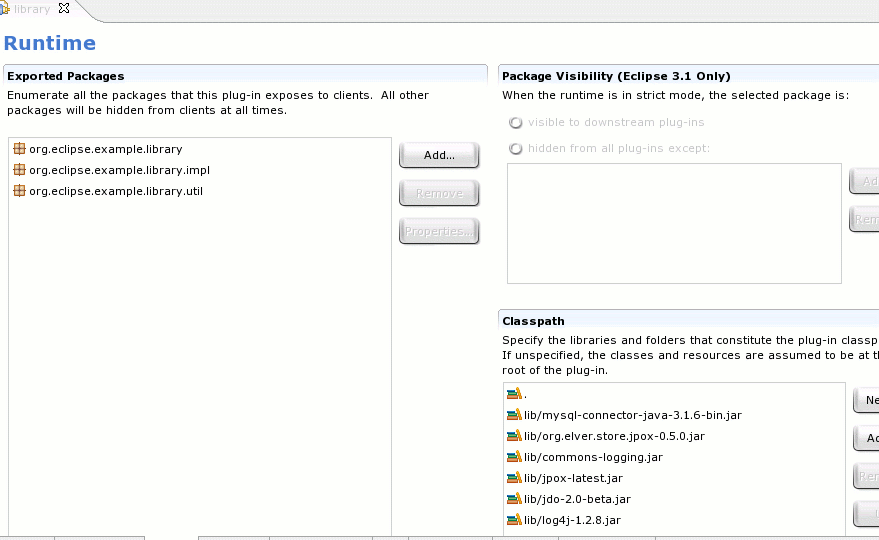 library
Runtime
Exported Packages
Enumerate all the packages that this plug-in exposes to clients.  All other
packages will be hidden from clients at all times.
org.eclipse.example.library
org.eclipse.example.library.impl
org.eclipse.example.library.util
Add...
Remove
Properties...
Package Visibility (Eclipse 3.1 Only)
When the runtime is in strict mode, the selected package is:
visible to downstream plug-ins
hidden from all plug-ins except:
Ad
Rem
Classpath
Specify the libraries and folders that constitute the plug-in classp
If unspecified, the classes and resources are assumed to be at th
root of the plug-in.
.
lib/mysql-connector-java-3.1.6-bin.jar
lib/org.elver.store.jpox-0.5.0.jar
lib/commons-logging.jar
lib/jpox-latest.jar
lib/jdo-2.0-beta.jar
lib/log4j-1.2.8.jar
Ne
Ad
Rem